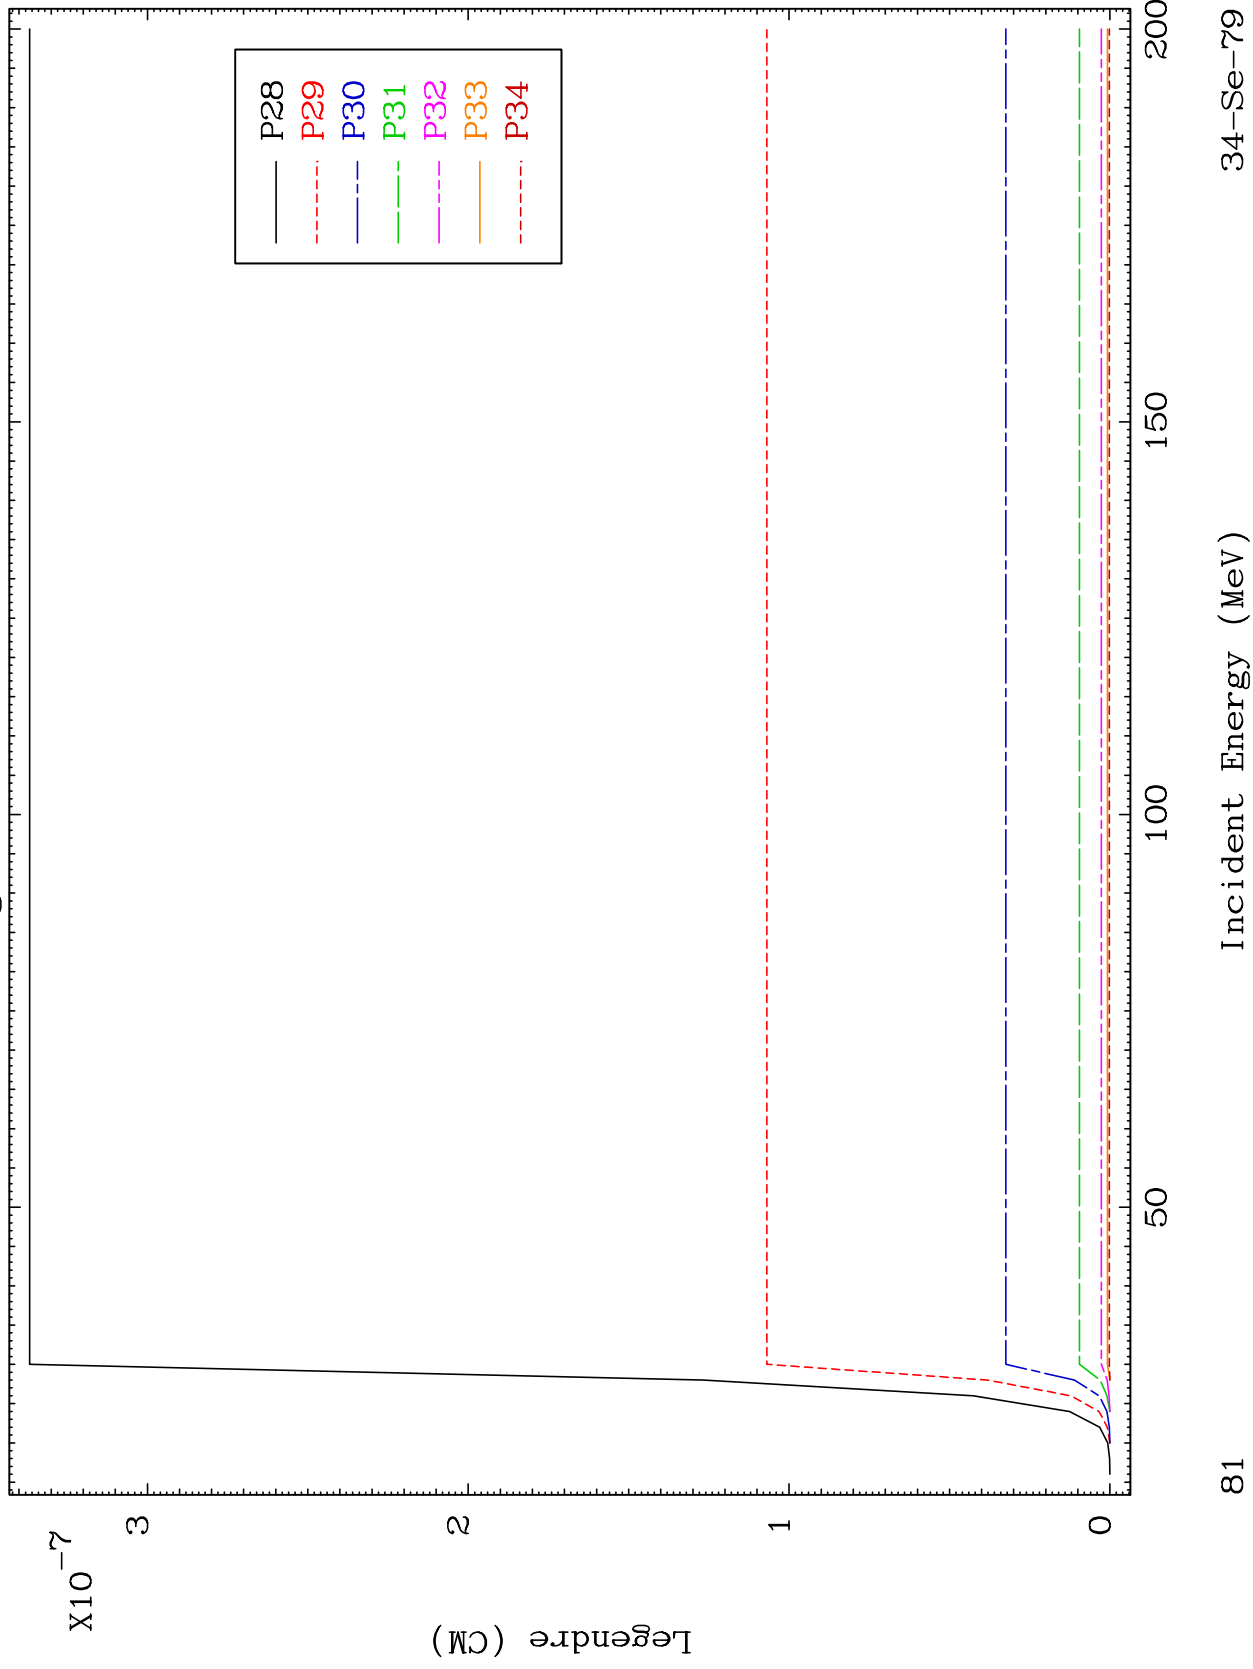 X10-7
3
2
1
0
Legendre (CM)
P28
P29
P30
P31
P32
P33
P34
50
100
150
200
Incident Energy (MeV)
81
34-Se-79